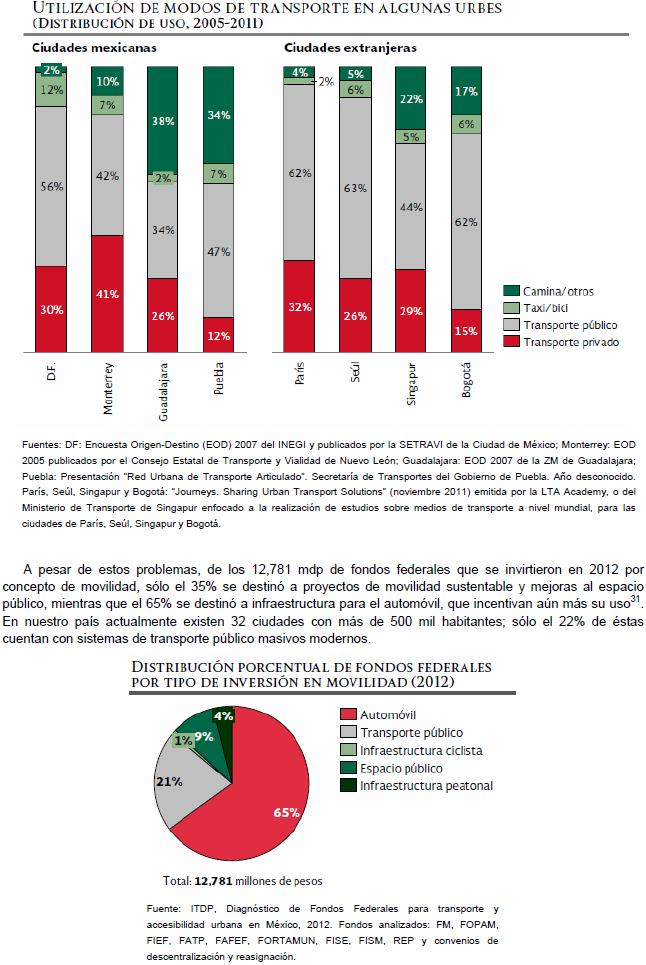 UTILIZACIÓN DE MODOS DE TRANSPORTE EN ALGUNAS URBES
(DISTRIBUCIÓN DE USO, 2005-2011)
Ciudades mexicanas
Ciudades extranjeras
2% 10% 38% 34%
12% 7% 2% 7%
56% 42% 34% 47%
30% 41% 26% 12%
D.F. Monterrey Guadalajara Puebla
4% 5% 22% 17%
2% 6% 5% 6%
62% 63% 44% 62%
32% 26% 29% 15%
París Seúl Singapur Bogotá
Camina/otros
Taxi/bici
Transporte público
Transporte privado
Fuentes: DF: Encuesta Origen-Destino (EOD) 2007 del INEGI y publicados por la SETRAVI de la Ciudad de México; Monterrey: EOD
2005 publicados por el Consejo Estatal de Transporte y Vialidad de Nuevo León; Guadalajara: EOD 2007 de la ZM de Guadalajara;
Puebla: Presentación "Red Urbana de Transporte Articulado". Secretaría de Transportes del Gobierno de Puebla. Año desconocido.
París, Seúl, Singapur y Bogotá: "Journeys. Sharing Urban Transport Solutions" (noviembre 2011) emitida por la LTA Academy, o del
Ministerio de Transporte de Singapur enfocado a la realización de estudios sobre medios de transporte a nivel mundial, para las
ciudades de París, Seúl, Singapur y Bogotá.
A pesar de estos problemas, de los 12,781 mdp de fondos federales que se invirtieron en 2012 por
concepto de movilidad, sólo el 35% se destinó a proyectos de movilidad sustentable y mejoras al espacio
público, mientras que el 65% se destinó a infraestructura para el automóvil, que incentivan aún más su uso31.
En nuestro país actualmente existen 32 ciudades con más de 500 mil habitantes; sólo el 22% de éstas
cuentan con sistemas de transporte público masivos modernos.
DISTRIBUCIÓN PORCENTUAL DE FONDOS FEDERALES
POR TIPO DE INVERSIÓN EN MOVILIDAD (2012)
4%
9%
1%
21%
65%
Automóvil
Transporte público
Infraestructura ciclista
Espacio público
Infraestructura peatonal
Total: 12,781 millones de pesos
Fuente: ITDP, Diagnóstico de Fondos Federales para transporte y
accesibilidad urbana en México, 2012. Fondos analizados: FM, FOPAM,
FIEF, FATP, FAFEF, FORTAMUN, FISE, FISM, REP y convenios de
descentralización y reasignación.